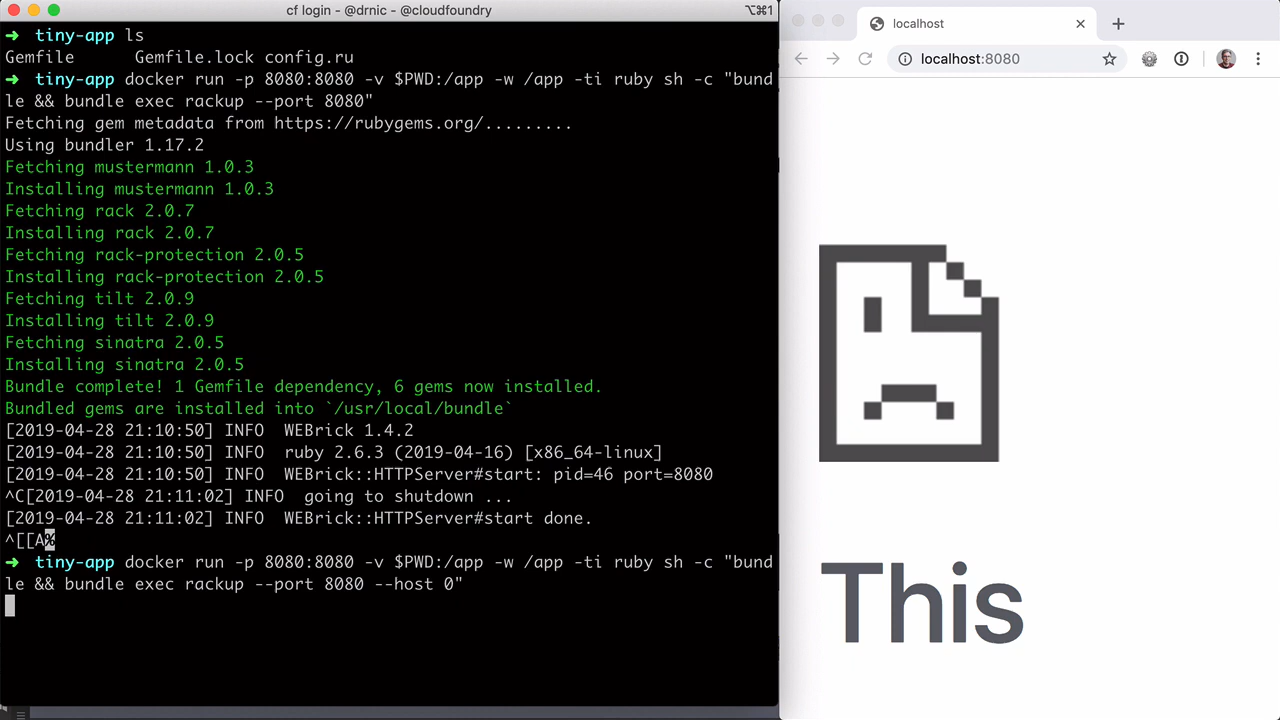 cf login - @drnic - @cloudfoundry
⌥⌘1
➜  tiny-app ls
Gemfile      Gemfile.lock config.ru
➜  tiny-app docker run -p 8080:8080 -v $PWD:/app -w /app -ti ruby sh -c "bund
le && bundle exec rackup --port 8080"
Fetching gem metadata from https://rubygems.org/.........
Using bundler 1.17.2
Fetching mustermann 1.0.3
Installing mustermann 1.0.3
Fetching rack 2.0.7
Installing rack 2.0.7
Fetching rack-protection 2.0.5
Installing rack-protection 2.0.5
Fetching tilt 2.0.9
Installing tilt 2.0.9
Fetching sinatra 2.0.5
Installing sinatra 2.0.5
Bundle complete! 1 Gemfile dependency, 6 gems now installed.
Bundled gems are installed into `/usr/local/bundle`
[2019-04-28 21:10:50] INFO  WEBrick 1.4.2
[2019-04-28 21:10:50] INFO  ruby 2.6.3 (2019-04-16) [x86_64-linux]
[2019-04-28 21:10:50] INFO  WEBrick::HTTPServer#start: pid=46 port=8080
^C[2019-04-28 21:11:02] INFO  going to shutdown ...
[2019-04-28 21:11:02] INFO  WEBrick::HTTPServer#start done.
^[[A%
➜  tiny-app docker run -p 8080:8080 -v $PWD:/app -w /app -ti ruby sh -c "bund
le && bundle exec rackup --port 8080 --host 0"
localhost
localhost:8080
This